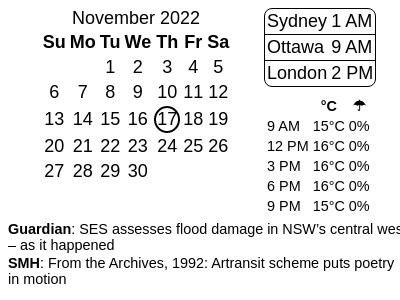 November 2022
Su Mo Tu We Th Fr Sa
1 2 3 4 5
6 7 8 9 10 11 12
13 14 15 16 17 18 19
20 21 22 23 24 25 26
27 28 29 30
Sydney 1 AM
Ottawa 9 AM
London 2 PM
°C ☂
9 AM 15°C 0%
12 PM 16°C 0%
3 PM 16°C 0%
6 PM 16°C 0%
9 PM 15°C 0%
Guardian: SES assesses flood damage in NSW's central wes
– as it happened
SMH: From the Archives, 1992: Artransit scheme puts poetry
in motion